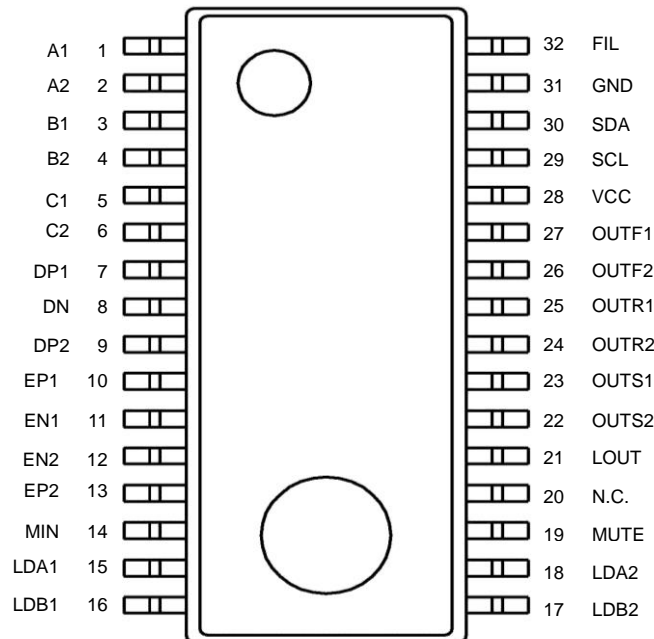 A1 1 32 FIL
A2 2 31 GND
B1 3 30 SDA
B2 4 29 SCL
C1 5 28 VCC
C2 6 27 OUTF1
DP1 7 26 OUTF2
DN 8 25 OUTR1
DP2 9 24 OUTR2
EP1 10 23 OUTS1
EN1 11 22 OUTS2
EN2 12 21 LOUT
EP2 13 20 N.C.
MIN 14 19 MUTE
LDA1 15 18 LDA2
LDB1 16 17 LDB2